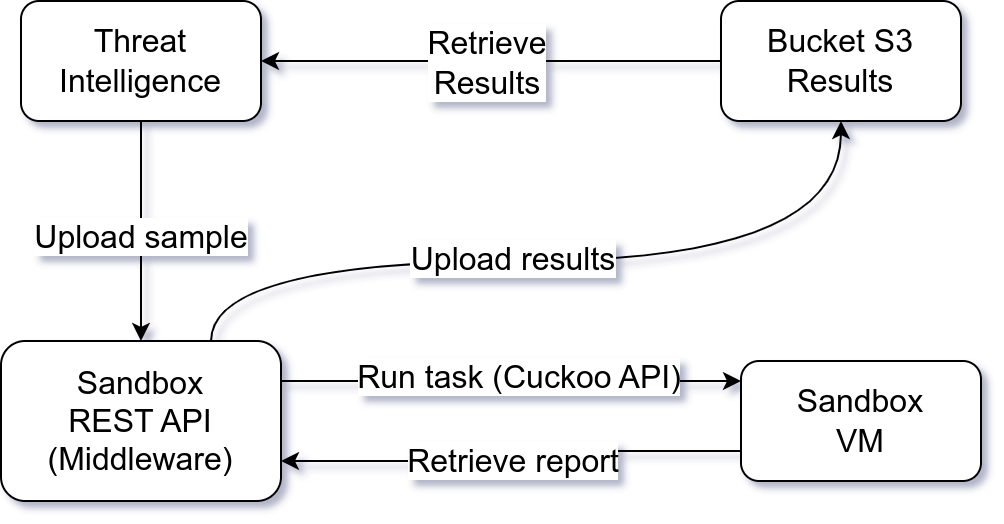 Threat
Intelligence
Retrieve
Results
Bucket S3
Results
Upload sample
Upload results
Sandbox
REST API
(Middleware)
Run task (Cuckoo API)
Retrieve report
Sandbox
VM